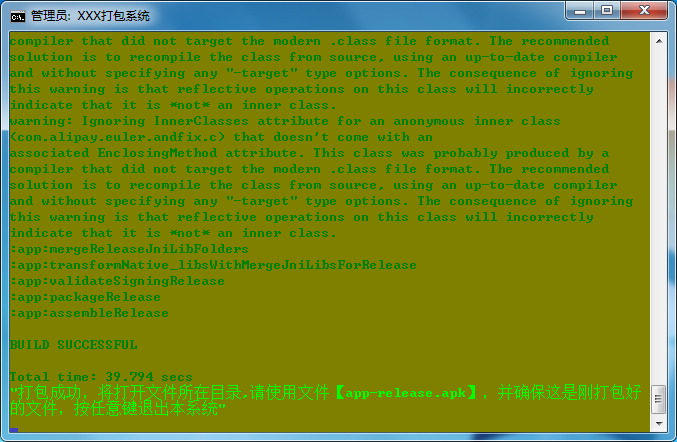 管理员: XXX打包系统
compiler that did not target the modern .class file format. The recommended
solution is to recompile the class from source, using an up-to-date compiler
and without specifying any "-target" type options. The consequence of ignoring
this warning is that reflective operations on this class will incorrectly
indicate that it is *not* an inner class.
warning: Ignoring InnerClasses attribute for an anonymous inner class
(com.alipay.euler.andfix.c) that doesn't come with an
associated EnclosingMethod attribute. This class was probably produced by a
compiler that did not target the modern .class file format. The recommended
solution is to recompile the class from source, using an up-to-date compiler
and without specifying any "-target" type options. The consequence of ignoring
this warning is that reflective operations on this class will incorrectly
indicate that it is *not* an inner class.
:app:mergeReleaseJniLibFolders
:app:transformNative_libsWithMergeJniLibsForRelease
:app:validateSigningRelease
:app:packageRelease
:app:assembleRelease
BUILD SUCCESSFUL
Total time: 39.794 secs
"打包成功, 将打开文件所在目录,请使用文件【app-release.apk】, 并确保这是刚打包好
的文件, 按任意键退出本系统"